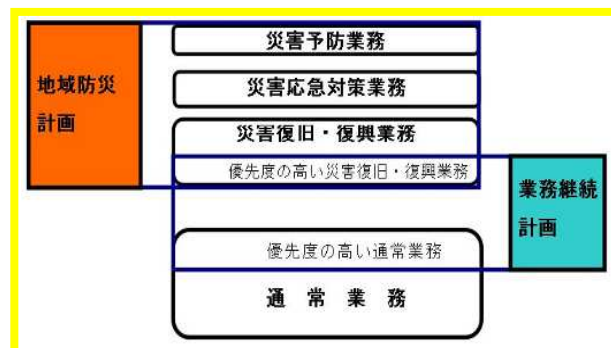 地域防災
計画
災害予防業務
災害応急対策業務
災害復旧・復興業務
優先度の高い災害復旧・復興業務
業務継続
計画
優先度の高い通常業務
通常業務